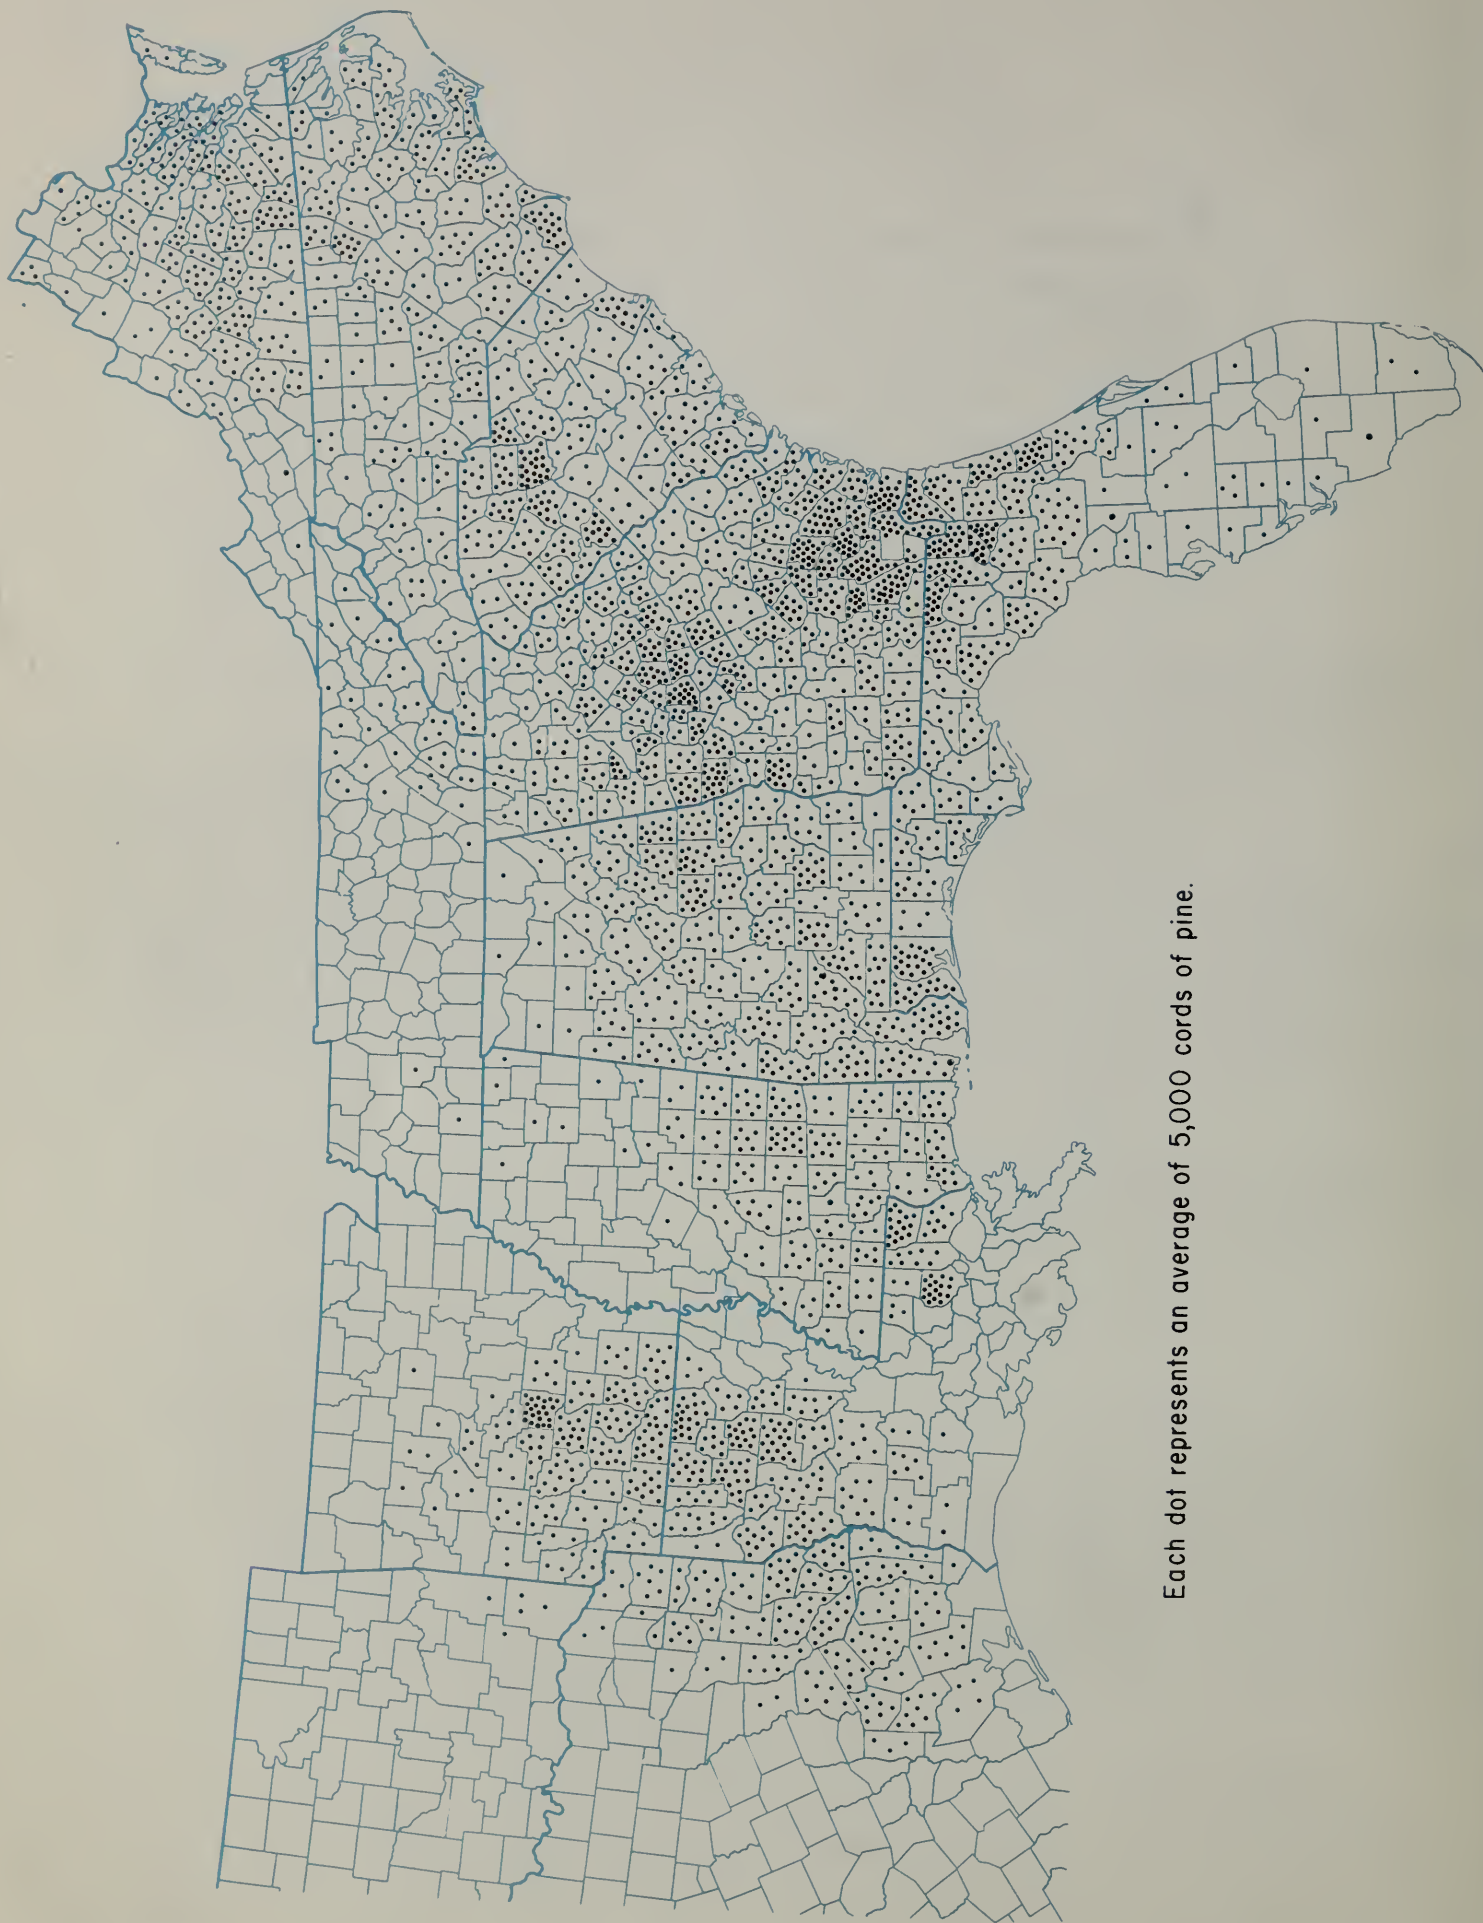 Each dot represents an average of 5,000 cords of pine.